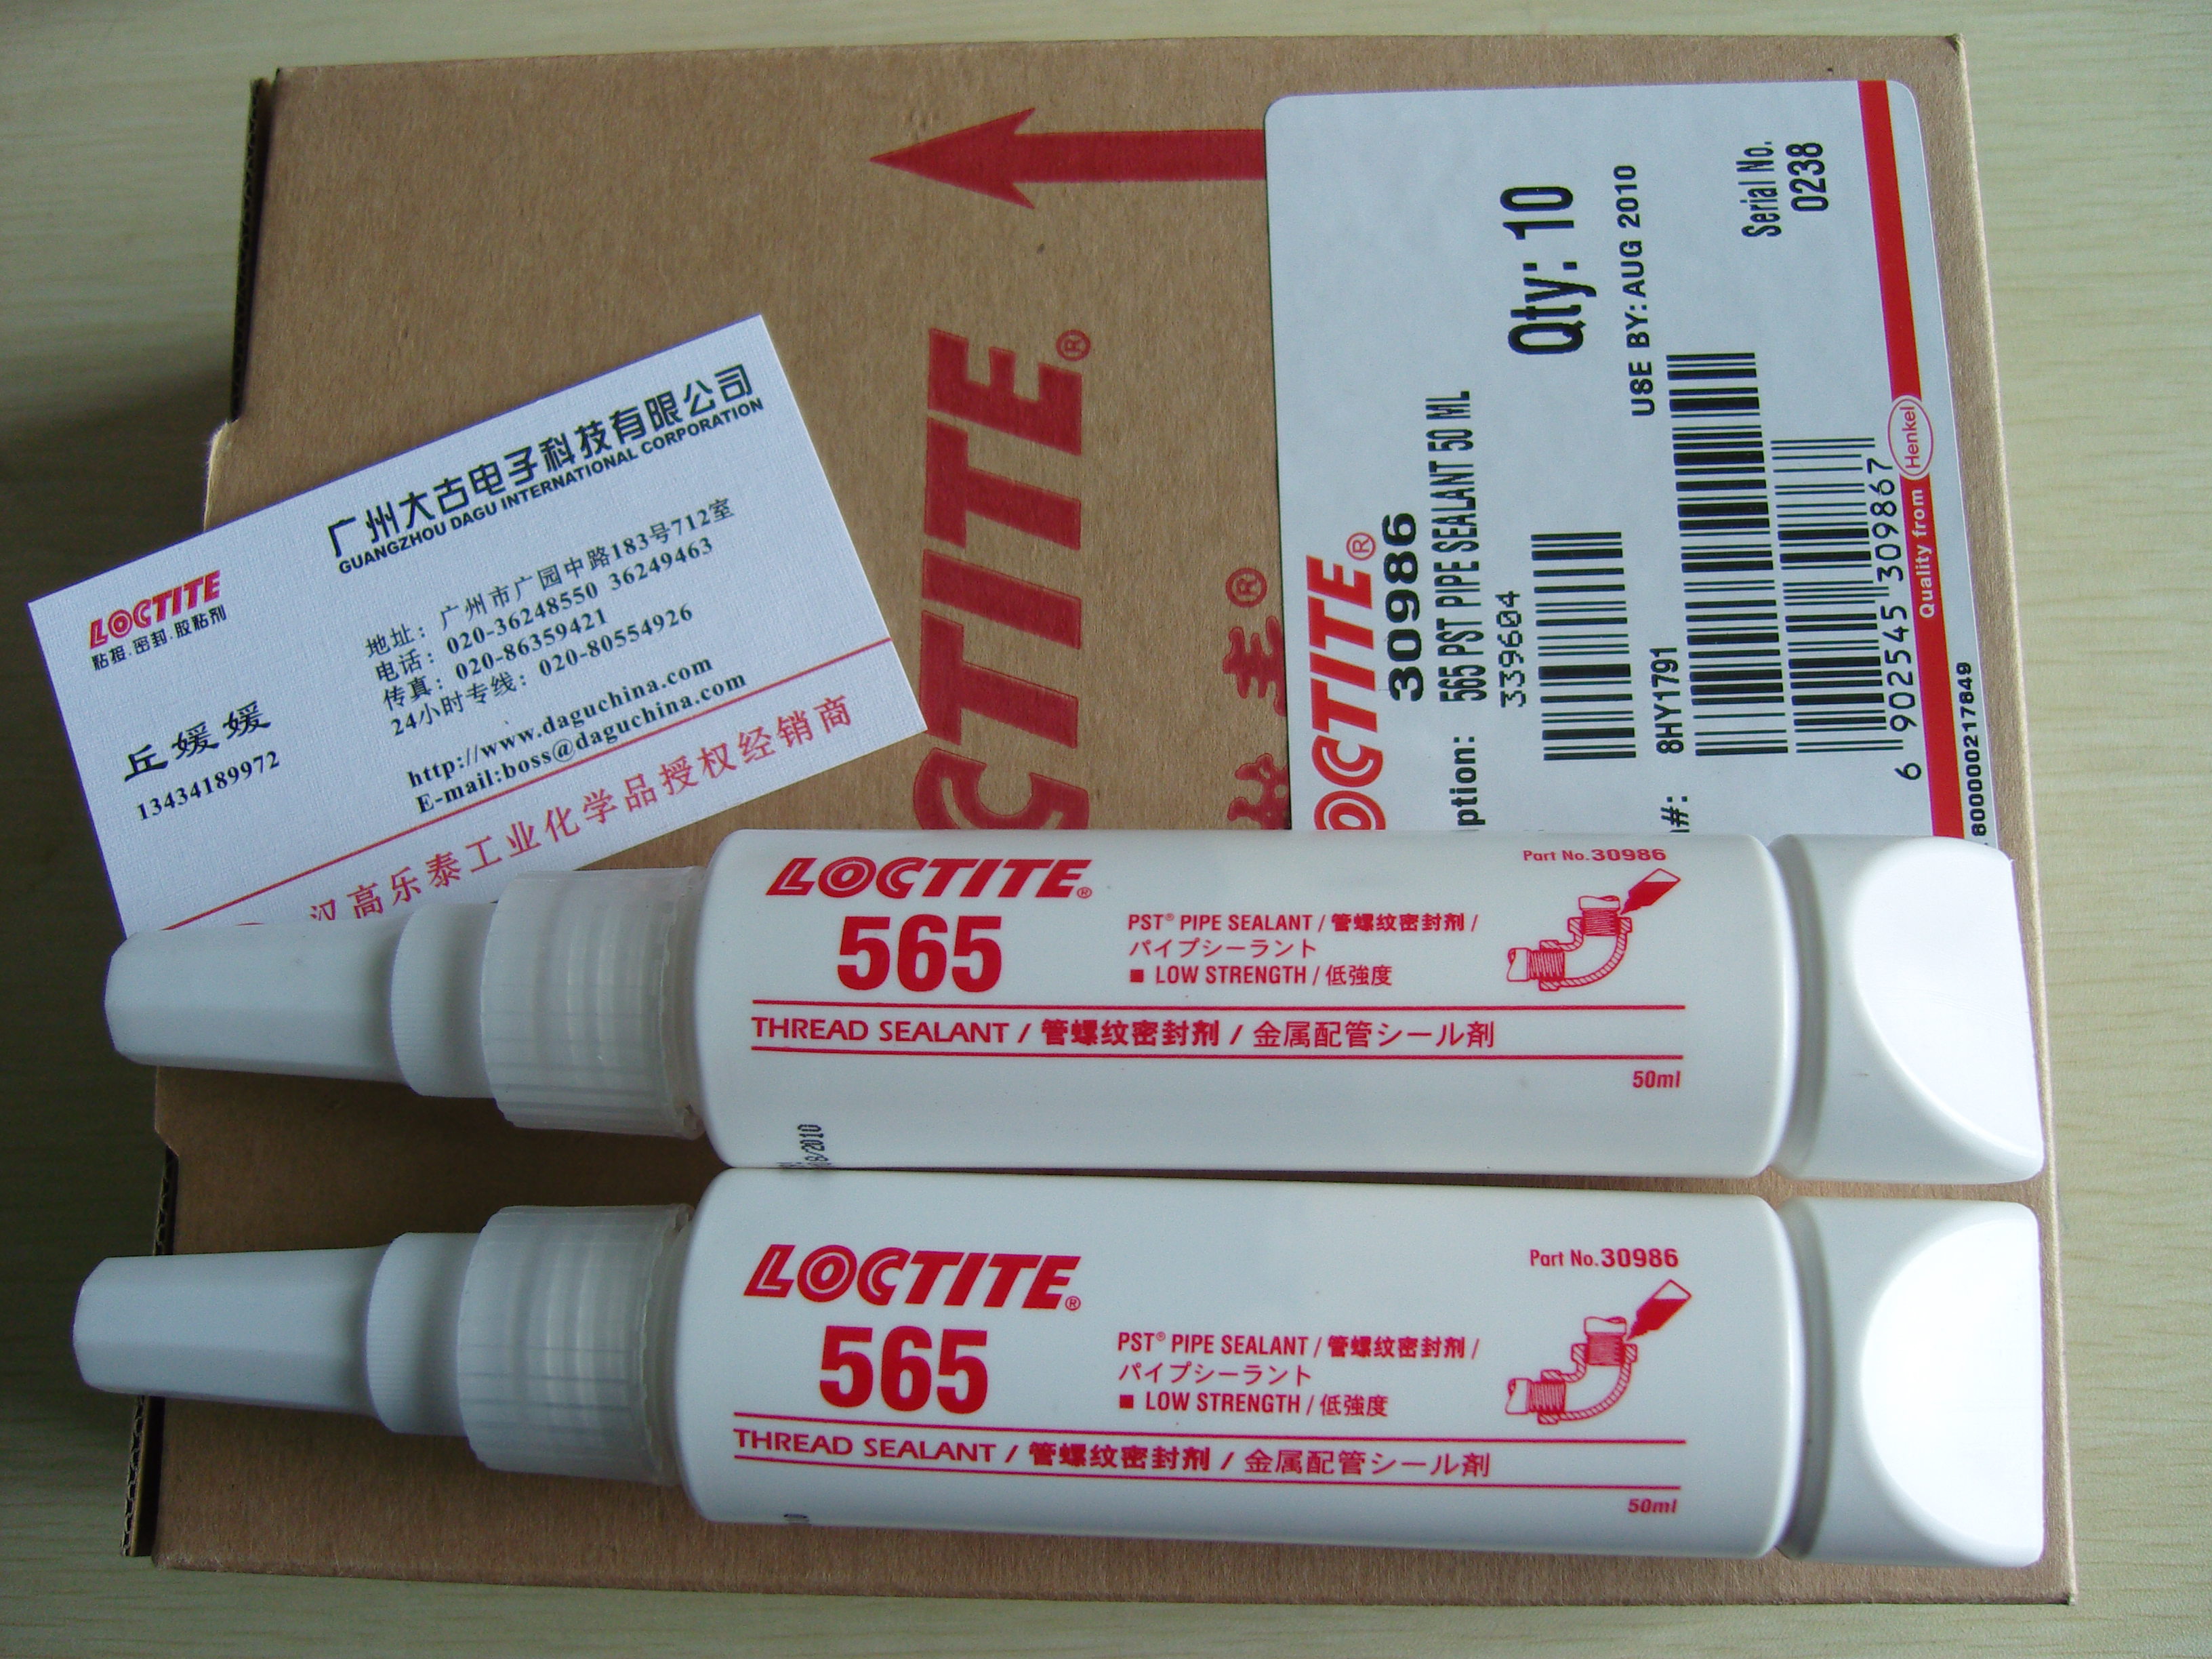 LOCTITE
粘接.密封.胶粘剂
广州大古电子科技有限公司
GUANGZHOU DAGU INTERNATIONAL CORPORATION
丘媛媛
13434189972
地址：广州市广园中路183号712室
电话：020-36248550 36249463
传真：020-86359421
24小时专线：020-80554926
http://www.daguchina.com
E-mail:boss@daguchina.com
汉高乐泰工业化学品授权经销商
CTITE®
®
LOCTITE®
30986
ption: 565 PST PIPE SEALANT 50 ML
339604
Qty: 10
USE BY: AUG 2010
#: 8HY1791
Serial No.
0238
6 902545 309867
Quality from Henkel
80000217849
LOCTITE®
565
Part No.30986
PST® PIPE SEALANT / 管螺纹密封剂 /
パイプシーラント
■ LOW STRENGTH / 低強度
THREAD SEALANT / 管螺纹密封剂 / 金属配管シール剤
50ml
08/2010
LOCTITE®
565
Part No.30986
PST® PIPE SEALANT / 管螺纹密封剂 /
パイプシーラント
■ LOW STRENGTH / 低強度
THREAD SEALANT / 管螺纹密封剂 / 金属配管シール剤
50ml